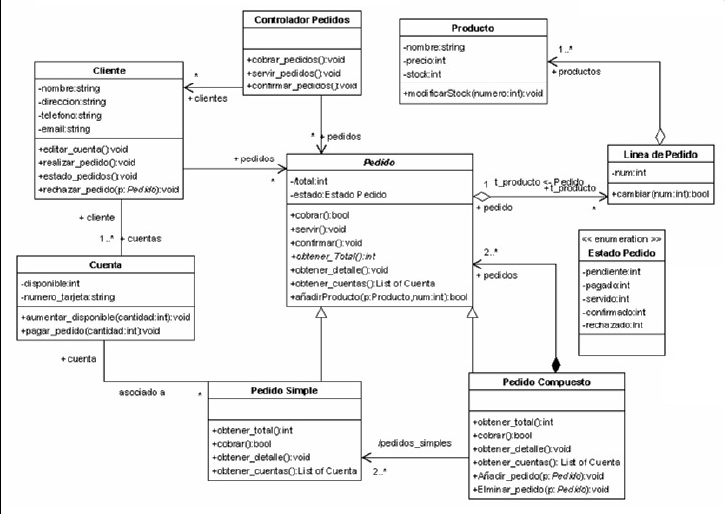 Controlador Pedidos
+cobrar_pedidos():void
+servir_pedidos():void
+confirmar_pedidos():void
Producto
-nombre:string
-precio:int
-stock:int
+modificarStock(numero:int):void
1..*
+ productos
Cliente
-nombre:string
-direccion:string
-telefono:string
-email:string
+editar_cuenta():void
+realizar_pedido():void
+estado_pedidos():void
+rechazar_pedido(p: Pedido):void
*
+ clientes
* + pedidos
+ pedidos
*
Pedido
-/total:int
-estado:Estado Pedido
+cobrar():bool
+servir():void
+confirmar():void
+obtener_Total():int
+obtener_detalle():void
+obtener_cuentas():List of Cuenta
+añadirProducto(p:Producto,num:int):bool
1 t_producto <- Pedido
+t_producto
+ pedido
*
Linea de Pedido
-num:int
+cambiar(num:int):bool
<< enumeration >>
Estado Pedido
-pendiente:int
-pagado:int
-servido:int
-confirmado:int
-rechazado:int
+ cliente
1..* + cuentas
Cuenta
-disponible:int
-numero_tarjeta:string
+aumentar_disponible(cantidad:int):void
+pagar_pedido(cantidad:int):void
+ cuenta
asociado a
*
2..*
+ pedidos
Pedido Simple
+obtener_total():int
+cobrar():bool
+obtener_detalle():void
+obtener_cuentas():List of Cuenta
/pedidos_simples
2..*
Pedido Compuesto
+obtener_total():int
+cobrar():bool
+obtener_detalle():void
+obtener_cuentas(): List of Cuenta
+Añadir_pedido(p: Pedido):void
+Elminar_pedido(p: Pedido):void